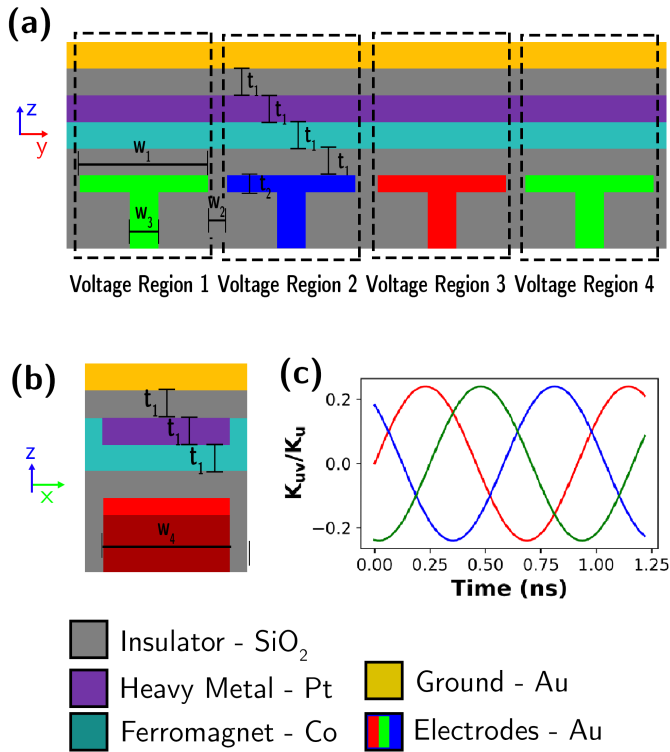 (a)
t1
t1
t1
t1
z
y
w1
t2
w3
w2
Voltage Region 1
Voltage Region 2
Voltage Region 3
Voltage Region 4
(b)
(c)
t1
t1
t1
z
x
w4
Kuv/Ku
0.2
0.0
−0.2
0.00
0.25
0.50
0.75
1.00
1.25
Time (ns)
Insulator - SiO2
Heavy Metal - Pt
Ferromagnet - Co
Ground - Au
Electrodes - Au